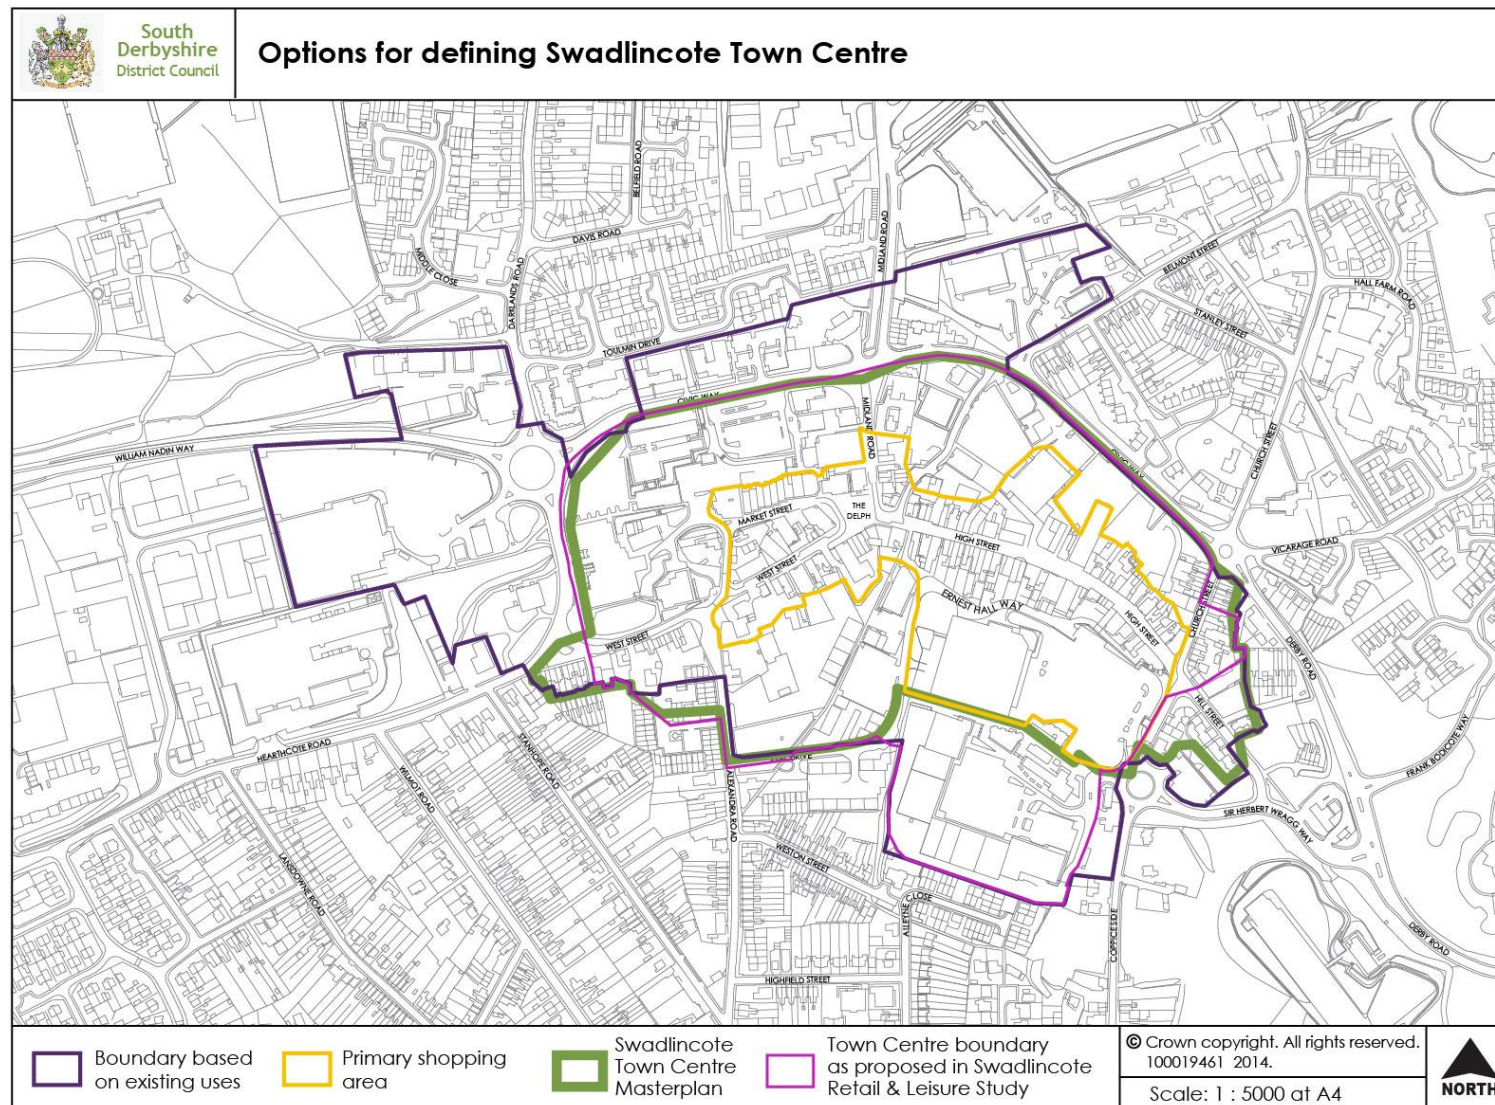 South
Derbyshire
District Council
Options for defining Swadlincote Town Centre
BELFIELD ROAD
DAVIS ROAD
MIDDLE CLOSE
DARKLANDS ROAD
MIDLAND ROAD
BELMONT STREET
HALL FARM ROAD
STANLEY STREET
TOULMIN DRIVE
CIVIC WAY
MIDLAND ROAD
WILLIAM NADIN WAY
CHURCH STREET
CIVIC WAY
MARKET STREET
THE
DELPH
HIGH STREET
VICARAGE ROAD
WEST STREET
ERNEST HALL WAY
CHURCH STREET
HIGH STREET
WEST STREET
DERBY ROAD
HILL STREET
HEARTHCOTE ROAD
STANHOPE ROAD
WILMOT ROAD
DRIVE
FRANK BODICOTE WAY
ALEXANDRA ROAD
SIR HERBERT WRAGG WAY
WESTON STREET
LANSDOWNE ROAD
ALLEYNE CLOSE
COPPICE SIDE
DERBY ROAD
HIGHFIELD STREET
Boundary based
on existing uses
Primary shopping
area
Swadlincote
Town Centre
Masterplan
Town Centre boundary
as proposed in Swadlincote
Retail & Leisure Study
© Crown copyright. All rights reserved.
100019461 2014.
Scale: 1 : 5000 at A4
NORTH